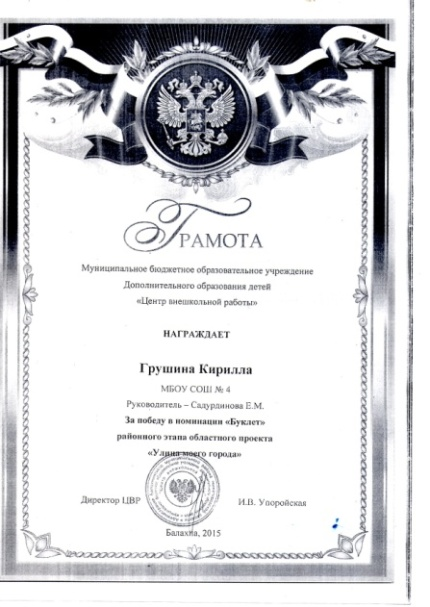 ГРАМОТА
Муниципальное бюджетное образовательное учреждение
Дополнительного образования детей
«Центр внешкольной работы»
НАГРАЖДАЕТ
Грушина Кирилла
МБОУ СОШ № 4
Руководитель – Садурдинова Е.М.
За победу в номинации «Буклет»
районного этапа областного проекта
«Улица моего города»
Директор ЦВР И.В. Упоройская
Балахна, 2015